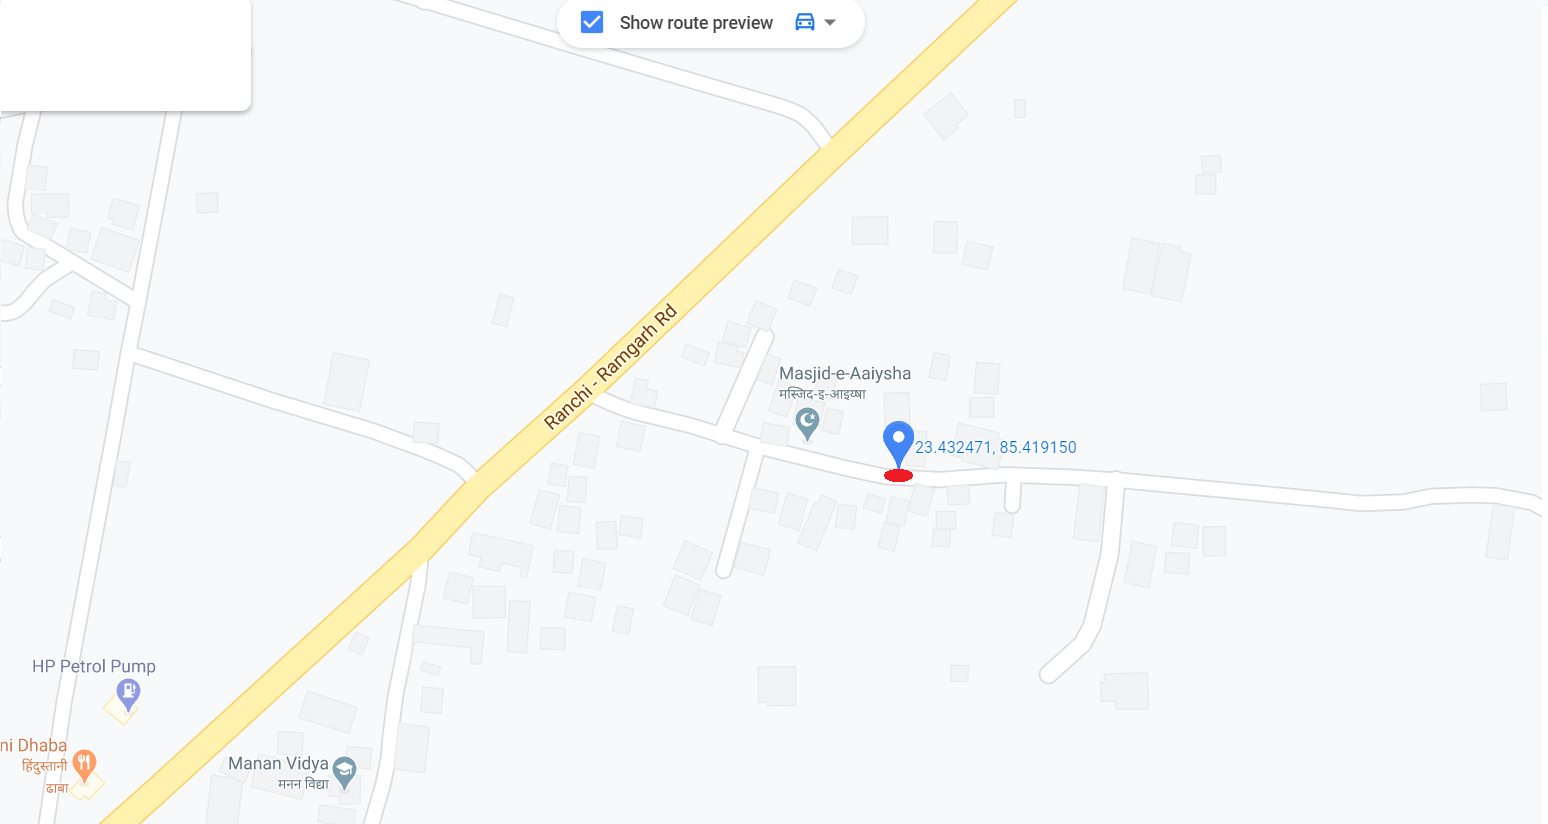 Show route preview
Ranchi - Ramgarh Rd
Masjid-e-Aaiysha
मस्जिद-इ-आइय्षा
23.432471, 85.419150
HP Petrol Pump
ni Dhaba
हिंदुस्तानी
ढाबा
Manan Vidya
मनन विद्या